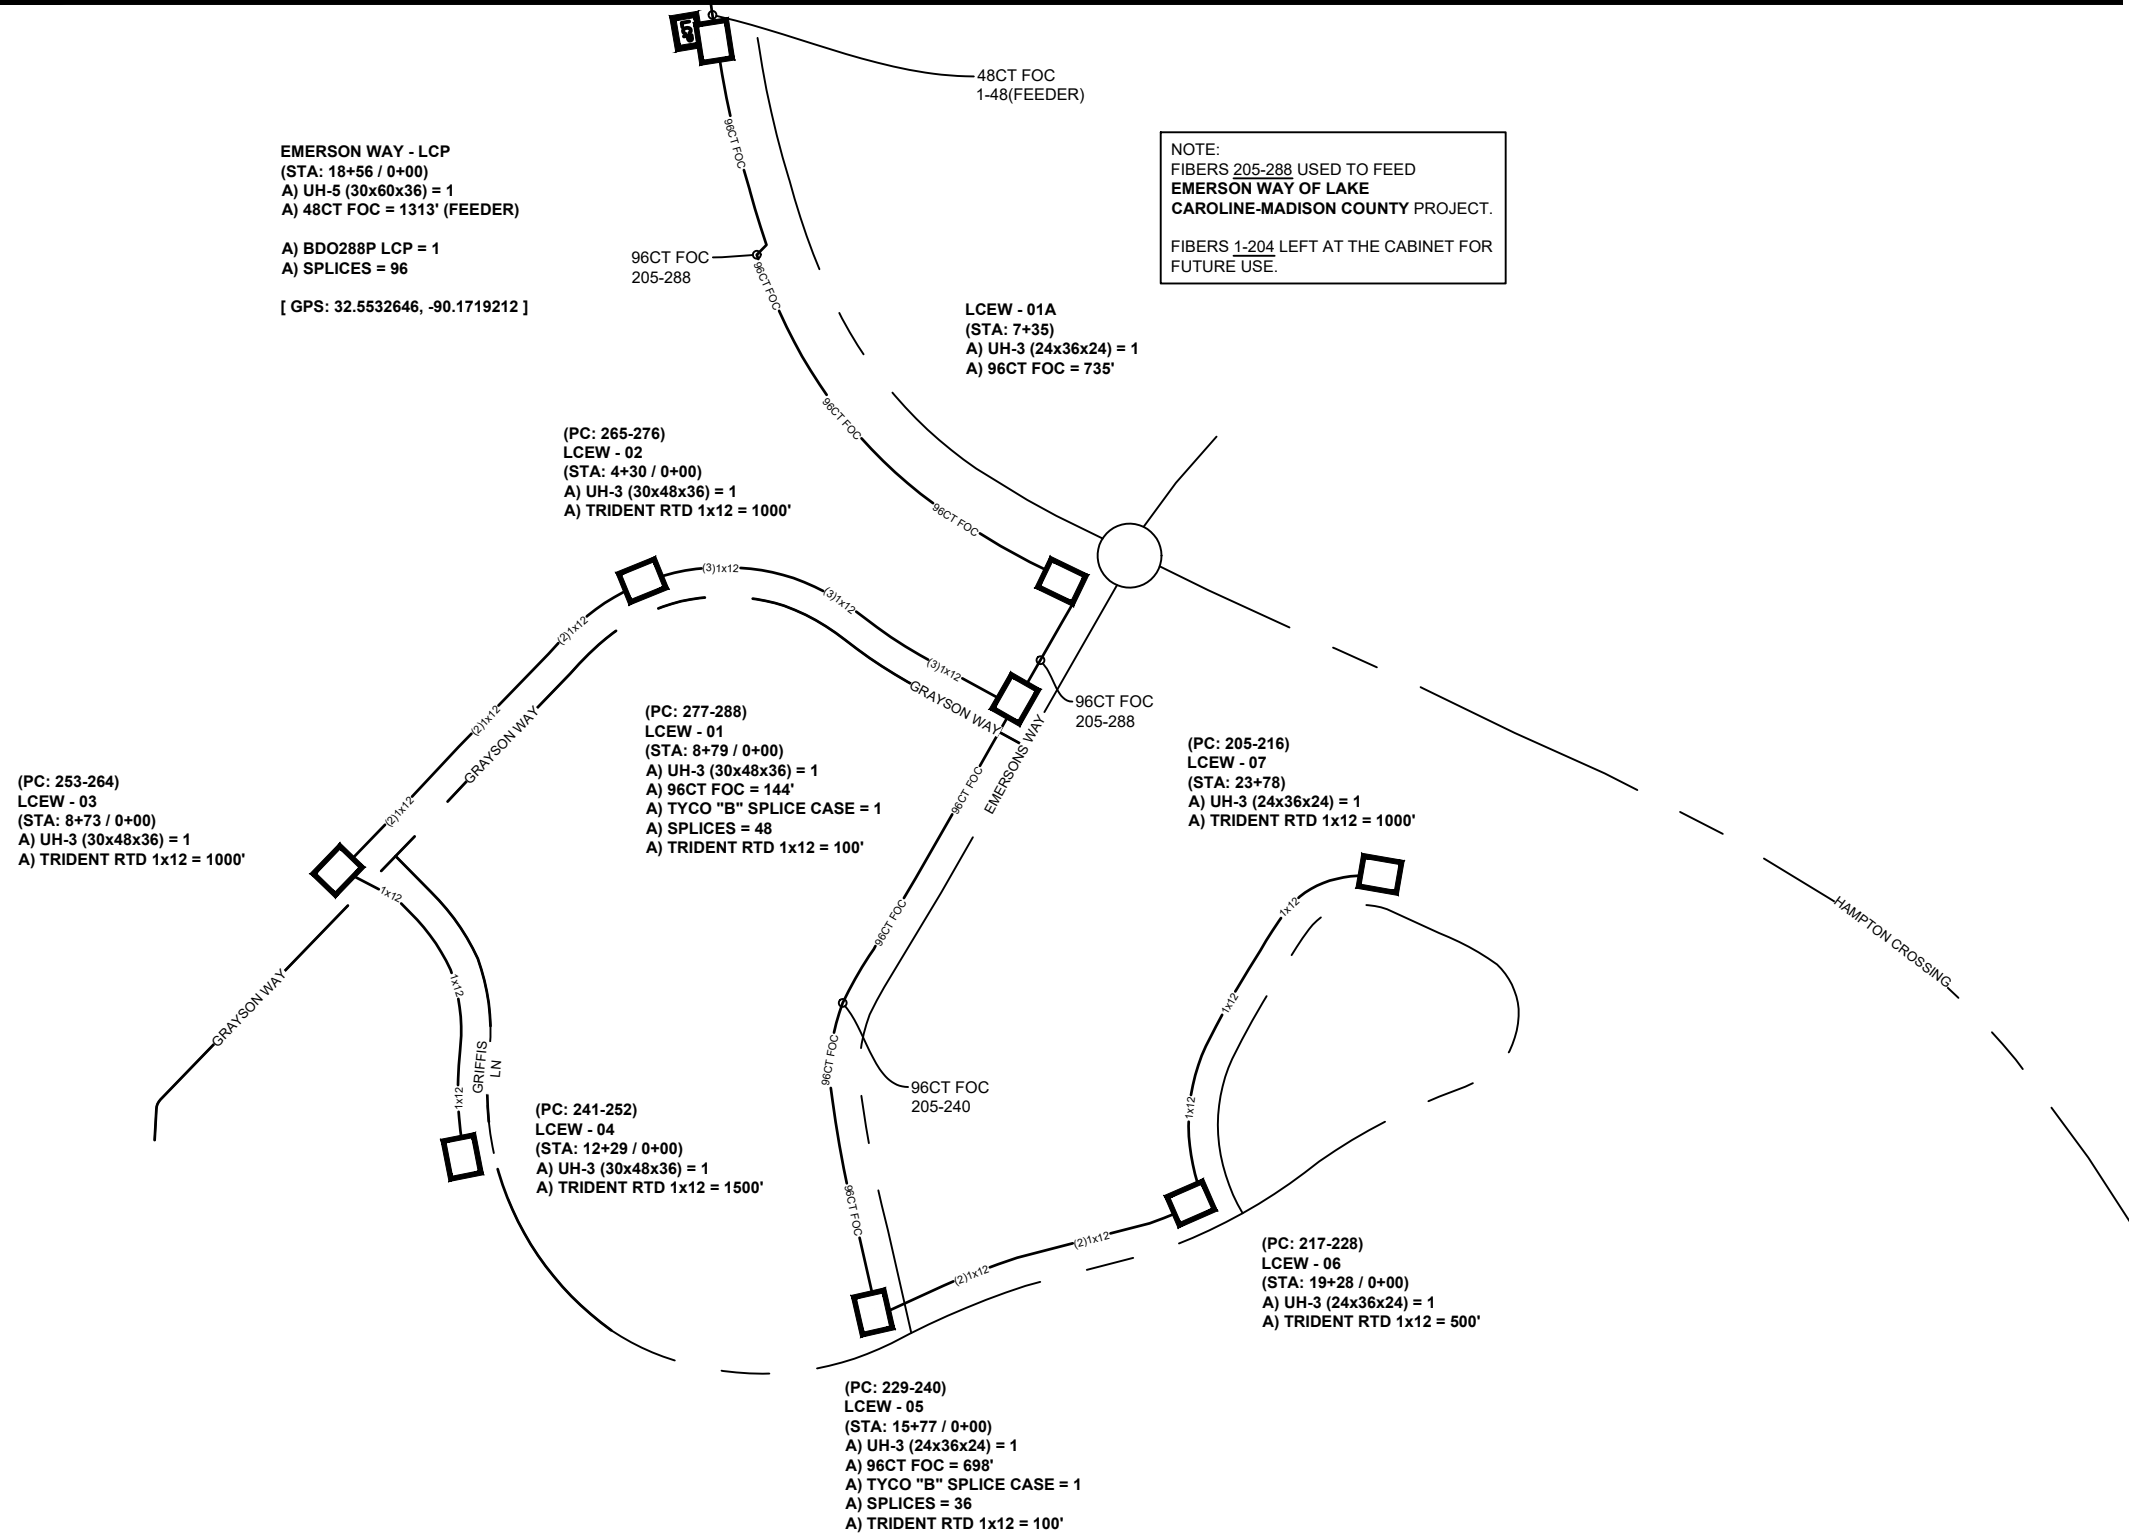 48CT FOC
1-48(FEEDER)
96CT FOC
EMERSON WAY - LCP
(STA: 18+56 / 0+00)
A) UH-5 (30x60x36) = 1
A) 48CT FOC = 1313' (FEEDER)
A) BDO288P LCP = 1
A) SPLICES = 96
[ GPS: 32.5532646, -90.1719212 ]
NOTE:
FIBERS 205-288 USED TO FEED
EMERSON WAY OF LAKE
CAROLINE-MADISON COUNTY PROJECT.
FIBERS 1-204 LEFT AT THE CABINET FOR
FUTURE USE.
96CT FOC
205-288
96CT FOC
LCEW - 01A
(STA: 7+35)
A) UH-3 (24x36x24) = 1
A) 96CT FOC = 735'
96CT FOC
(PC: 265-276)
LCEW - 02
(STA: 4+30 / 0+00)
A) UH-3 (30x48x36) = 1
A) TRIDENT RTD 1x12 = 1000'
96CT FOC
(3)1x12
(3)1x12
(3)1x12
(2)1x12
(2)1x12
(2)1x12
GRAYSON WAY
GRAYSON WAY
96CT FOC
205-288
EMERSONS WAY
96CT FOC
(PC: 277-288)
LCEW - 01
(STA: 8+79 / 0+00)
A) UH-3 (30x48x36) = 1
A) 96CT FOC = 144'
A) TYCO "B" SPLICE CASE = 1
A) SPLICES = 48
A) TRIDENT RTD 1x12 = 100'
(PC: 205-216)
LCEW - 07
(STA: 23+78)
A) UH-3 (24x36x24) = 1
A) TRIDENT RTD 1x12 = 1000'
(PC: 253-264)
LCEW - 03
(STA: 8+73 / 0+00)
A) UH-3 (30x48x36) = 1
A) TRIDENT RTD 1x12 = 1000'
1x12
1x12
1x12
GRAYSON WAY
GRIFFIS
LN
96CT FOC
1x12
1x12
1x12
HAMPTON CROSSING
96CT FOC
96CT FOC
205-240
(PC: 241-252)
LCEW - 04
(STA: 12+29 / 0+00)
A) UH-3 (30x48x36) = 1
A) TRIDENT RTD 1x12 = 1500'
96CT FOC
(2)1x12
(2)1x12
(PC: 217-228)
LCEW - 06
(STA: 19+28 / 0+00)
A) UH-3 (24x36x24) = 1
A) TRIDENT RTD 1x12 = 500'
(PC: 229-240)
LCEW - 05
(STA: 15+77 / 0+00)
A) UH-3 (24x36x24) = 1
A) 96CT FOC = 698'
A) TYCO "B" SPLICE CASE = 1
A) SPLICES = 36
A) TRIDENT RTD 1x12 = 100'